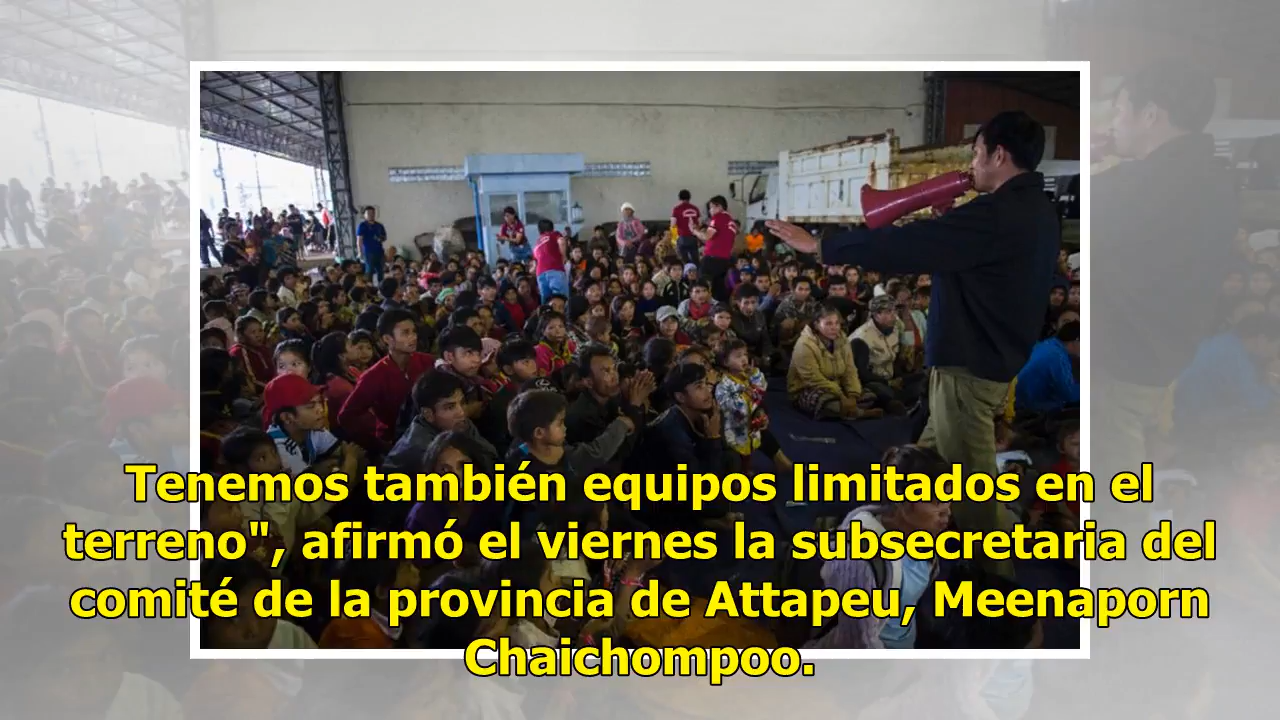 Tenemos también equipos limitados en el
terreno", afirmó el viernes la subsecretaria del
comité de la provincia de Attapeu, Meenaporn
Chaichompoo.